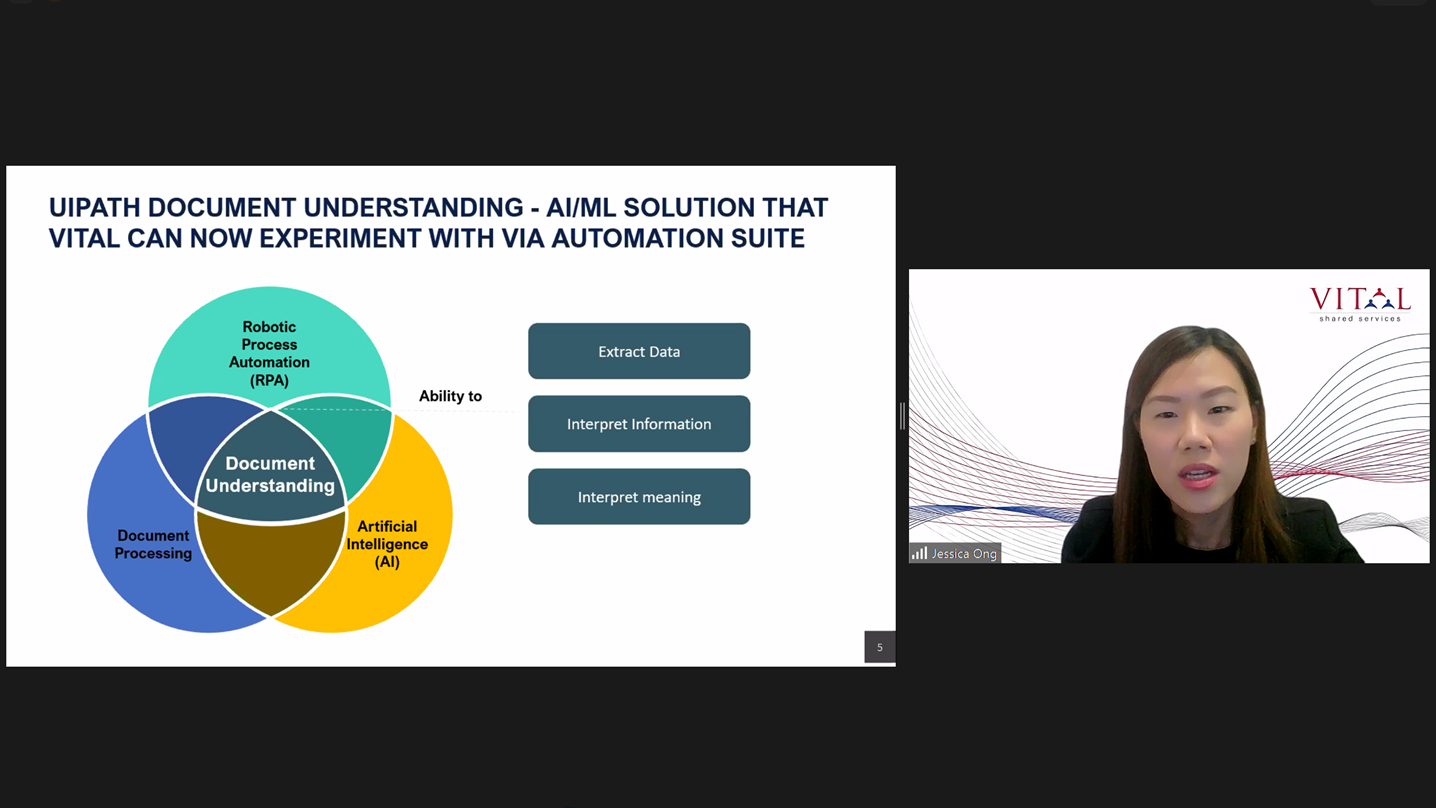 UIPATH DOCUMENT UNDERSTANDING - AI/ML SOLUTION THAT
VITAL CAN NOW EXPERIMENT WITH VIA AUTOMATION SUITE
Robotic
Process
Automation
(RPA)
Ability to
Document
Understanding
Document
Processing
Artificial
Intelligence
(AI)
Extract Data
Interpret Information
Interpret meaning
5
VITAL
shared services
Jessica Ong